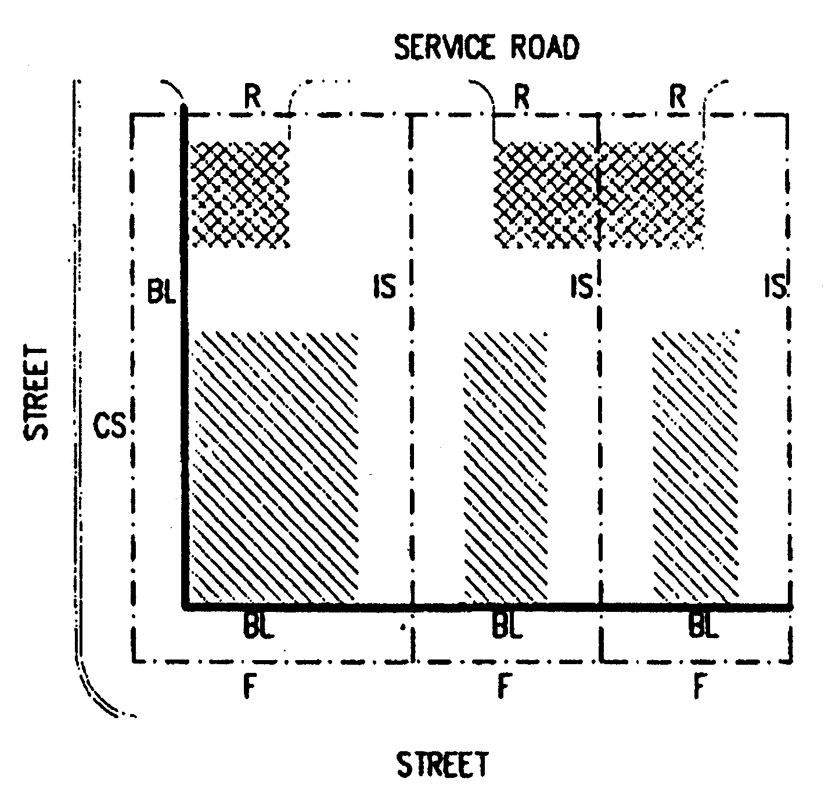 SERVICE ROAD
R R R
BL IS IS IS
STREET
CS
BL BL BL
F F F
STREET